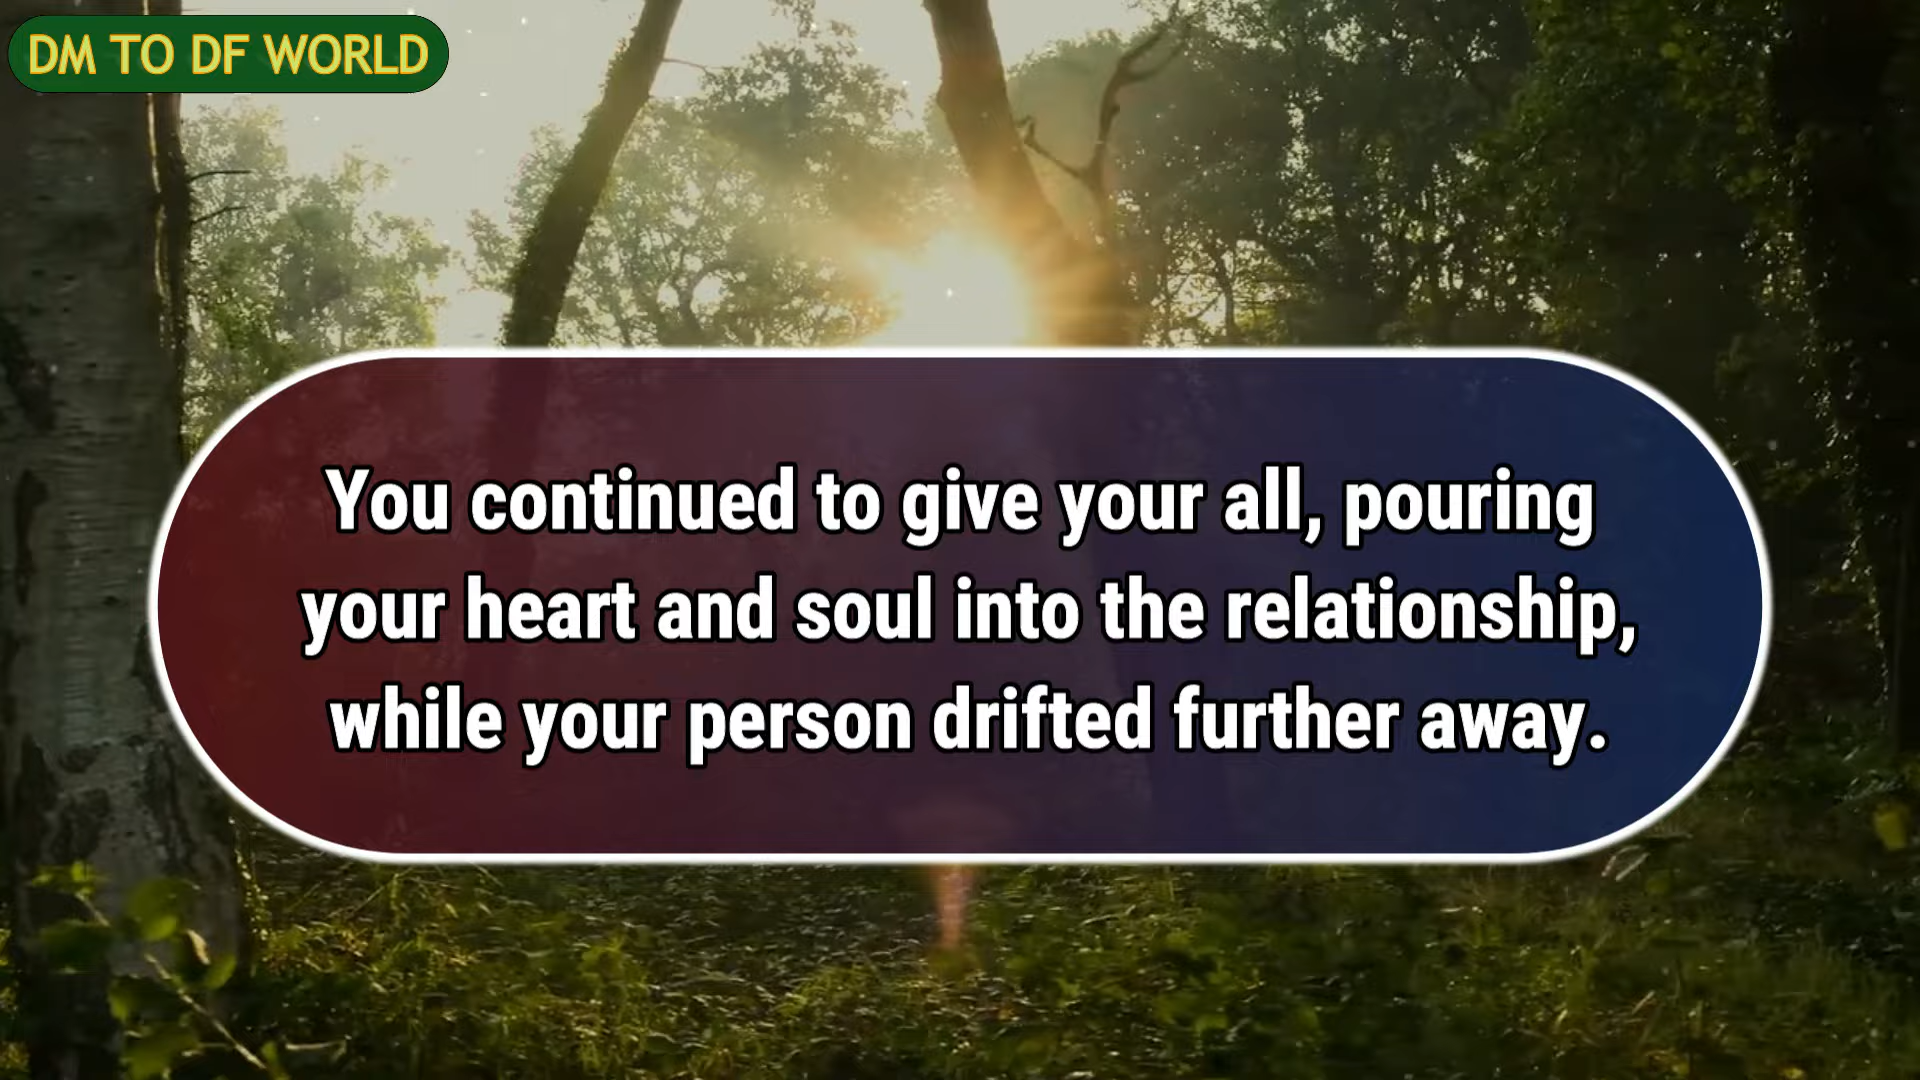 DM TO DF WORLD
You continued to give your all, pouring
your heart and soul into the relationship,
while your person drifted further away.